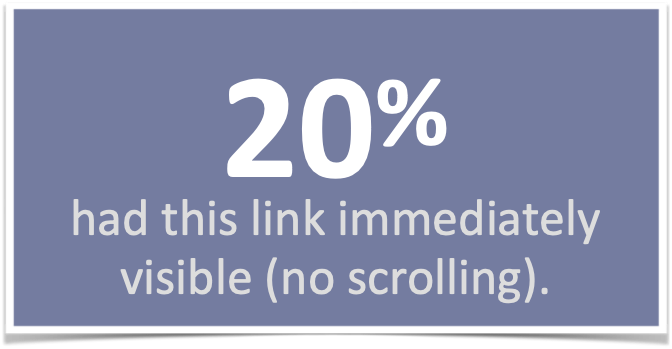 20%
had this link immediately
visible (no scrolling).